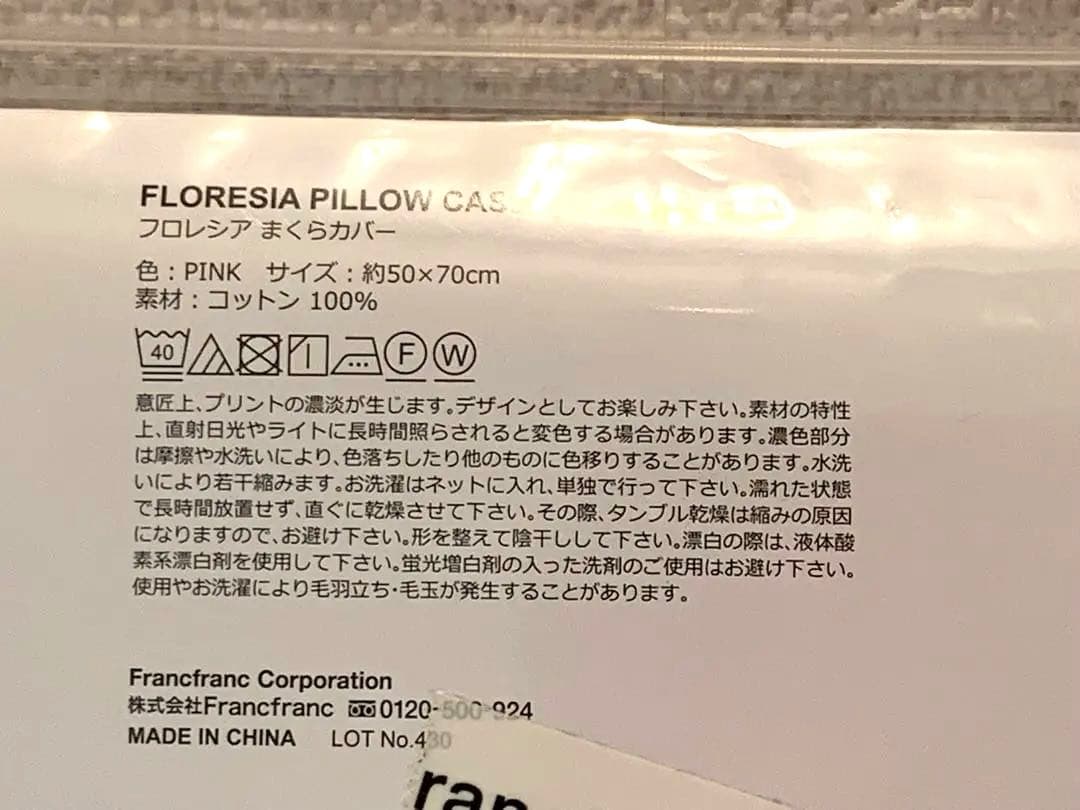 FLORESIA PILLOW CAS
フロレシア まくらカバー
色：PINK　サイズ：約50×70cm
素材：コットン 100%
40 F W
意匠上、プリントの濃淡が生じます。デザインとしてお楽しみ下さい。素材の特性
上、直射日光やライトに長時間照らされると変色する場合があります。濃色部分
は摩擦や水洗いにより、色落ちしたり他のものに色移りすることがあります。水洗
いにより若干縮みます。お洗濯はネットに入れ、単独で行って下さい。濡れた状態
で長時間放置せず、直ぐに乾燥させて下さい。その際、タンブル乾燥は縮みの原因
になりますので、お避け下さい。形を整えて陰干しして下さい。漂白の際は、液体酸
素系漂白剤を使用して下さい。蛍光増白剤の入った洗剤のご使用はお避け下さい。
使用やお洗濯により毛羽立ち・毛玉が発生することがあります。
Francfranc Corporation
株式会社Francfranc 0120-500-924
MADE IN CHINA　LOT No.430
ran